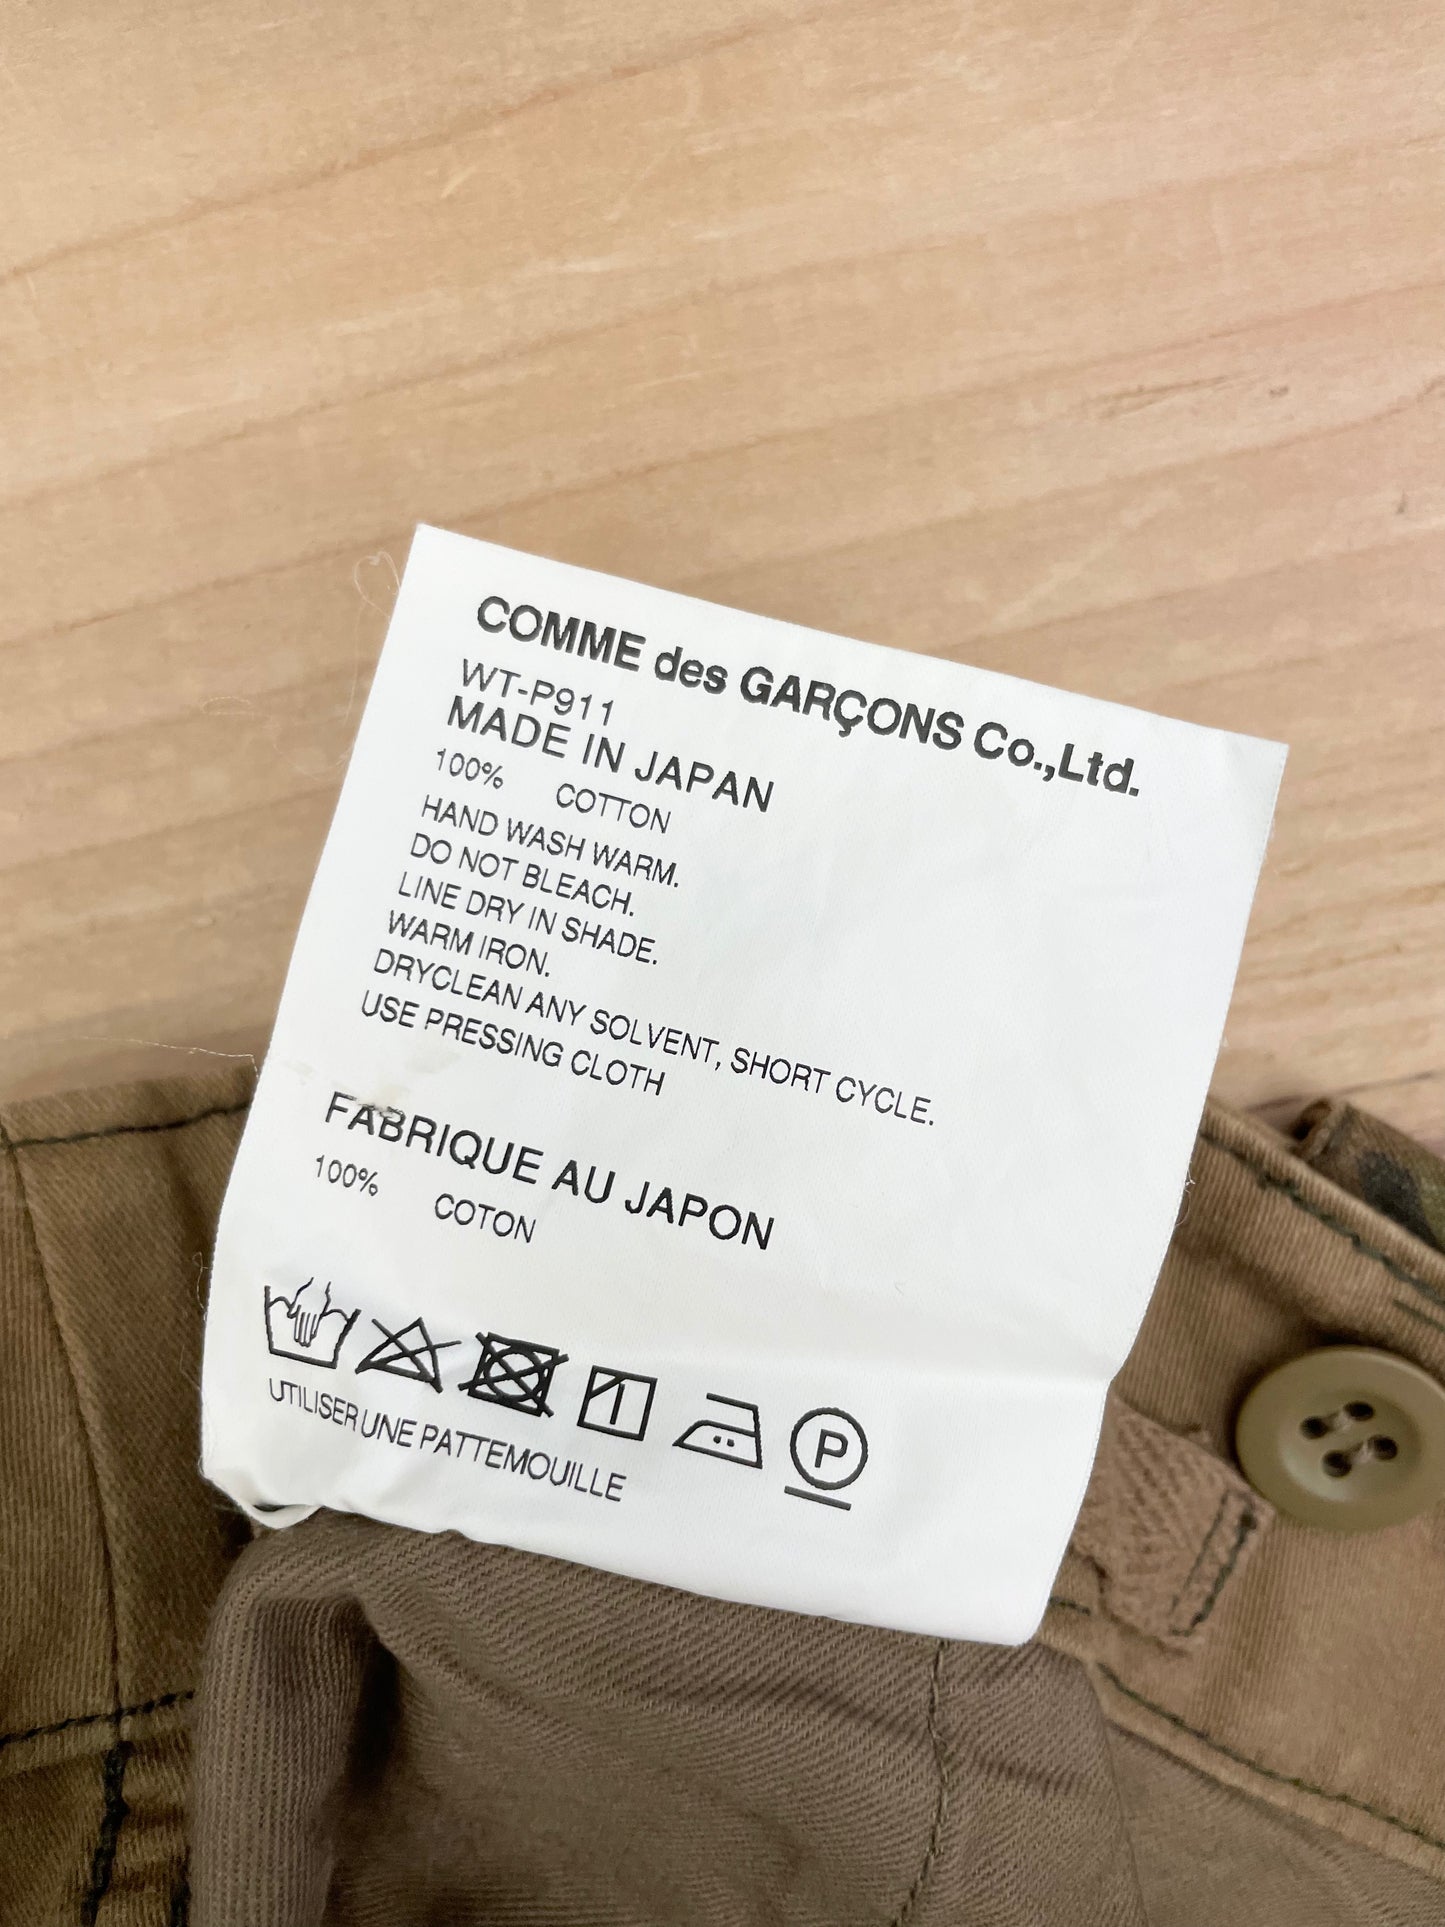 COMME des GARÇONS Co.,Ltd.
WT-P911
MADE IN JAPAN
100% COTTON
HAND WASH WARM.
DO NOT BLEACH.
LINE DRY IN SHADE.
WARM IRON.
DRYCLEAN ANY SOLVENT, SHORT CYCLE.
USE PRESSING CLOTH
FABRIQUE AU JAPON
100% COTON
P
UTILISER UNE PATTEMOUILLE